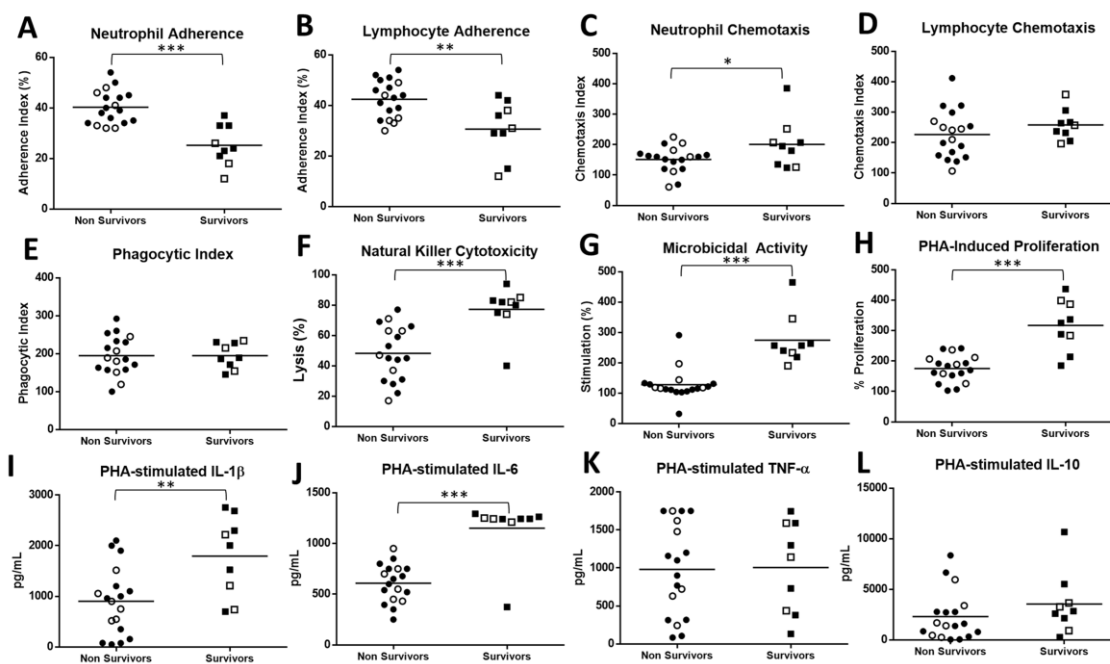 A
Neutrophil Adherence
***
Adherence Index (%)
60
40
20
0
Non Survivors
Survivors
B
Lymphocyte Adherence
**
Adherence Index (%)
60
40
20
0
Non Survivors
Survivors
C
Neutrophil Chemotaxis
*
Chemotaxis Index
500
400
300
200
100
0
Non Survivors
Survivors
D
Lymphocyte Chemotaxis
Chemotaxis Index
500
400
300
200
100
0
Non Survivors
Survivors
E
Phagocytic Index
Phagocytic Index
400
300
200
100
0
Non Survivors
Survivors
F
Natural Killer Cytotoxicity
***
Lysis (%)
100
80
60
40
20
0
Non Survivors
Survivors
G
Microbicidal Activity
***
Stimulation (%)
500
400
300
200
100
0
Non Survivors
Survivors
H
PHA-Induced Proliferation
***
% Proliferation
500
400
300
200
100
0
Non Survivors
Survivors
I
PHA-stimulated IL-1β
**
pg/mL
3000
2000
1000
0
Non Survivors
Survivors
J
PHA-stimulated IL-6
***
pg/mL
1500
1000
500
0
Non Survivors
Survivors
K
PHA-stimulated TNF-α
pg/mL
2000
1500
1000
500
0
Non Survivors
Survivors
L
PHA-stimulated IL-10
pg/mL
15000
10000
5000
0
Non Survivors
Survivors